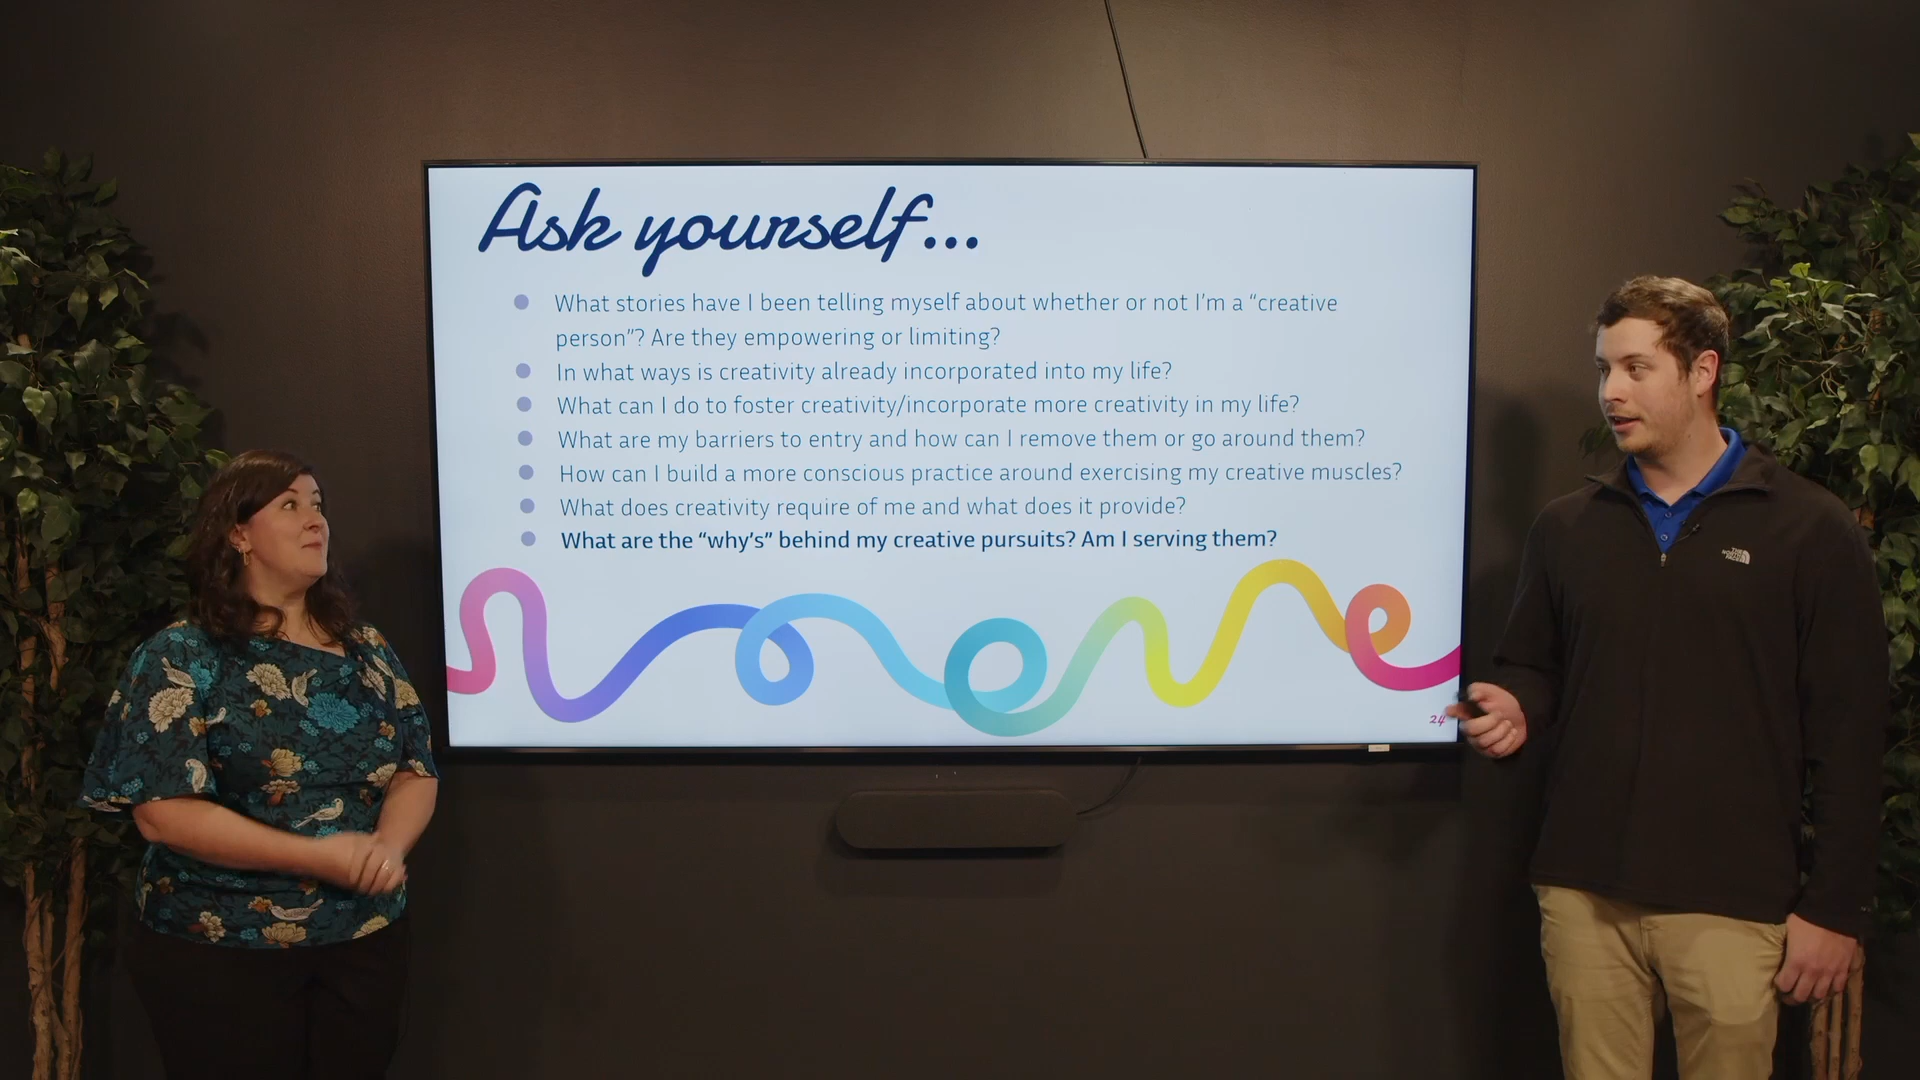 Ask yourself...
What stories have I been telling myself about whether or not I'm a “creative
person”? Are they empowering or limiting?
In what ways is creativity already incorporated into my life?
What can I do to foster creativity/incorporate more creativity in my life?
What are my barriers to entry and how can I remove them or go around them?
How can I build a more conscious practice around exercising my creative muscles?
What does creativity require of me and what does it provide?
What are the “why's” behind my creative pursuits? Am I serving them?
24
THE
NORTH
FACE